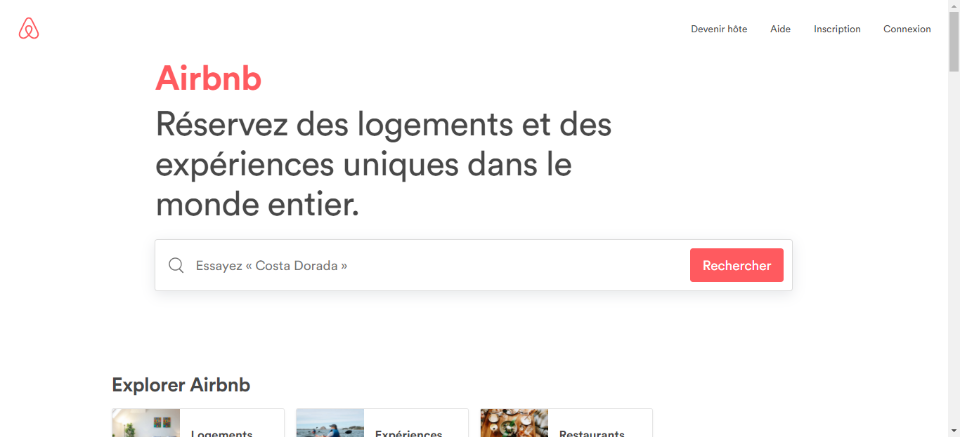 Devenir hôte Aide Inscription Connexion
Airbnb
Réservez des logements et des
expériences uniques dans le
monde entier.
Essayez « Costa Dorada »
Rechercher
Explorer Airbnb
Logements
Expériences
Restaurants